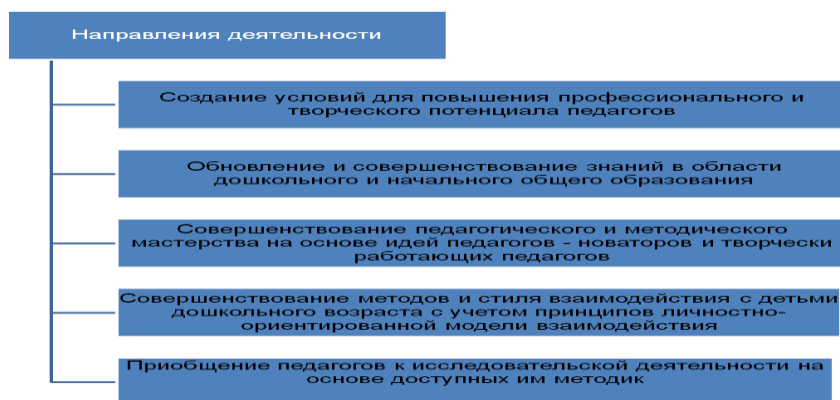 Направления деятельности
Создание условий для повышения профессионального и
творческого потенциала педагогов
Обновление и совершенствование знаний в области
дошкольного и начального общего образования
Совершенствование педагогического и методического
мастерства на основе идей педагогов - новаторов и творчески
работающих педагогов
Совершенствование методов и стиля взаимодействия с детьми
дошкольного возраста с учетом принципов личностно-
ориентированной модели взаимодействия
Приобщение педагогов к исследовательской деятельности на
основе доступных им методик